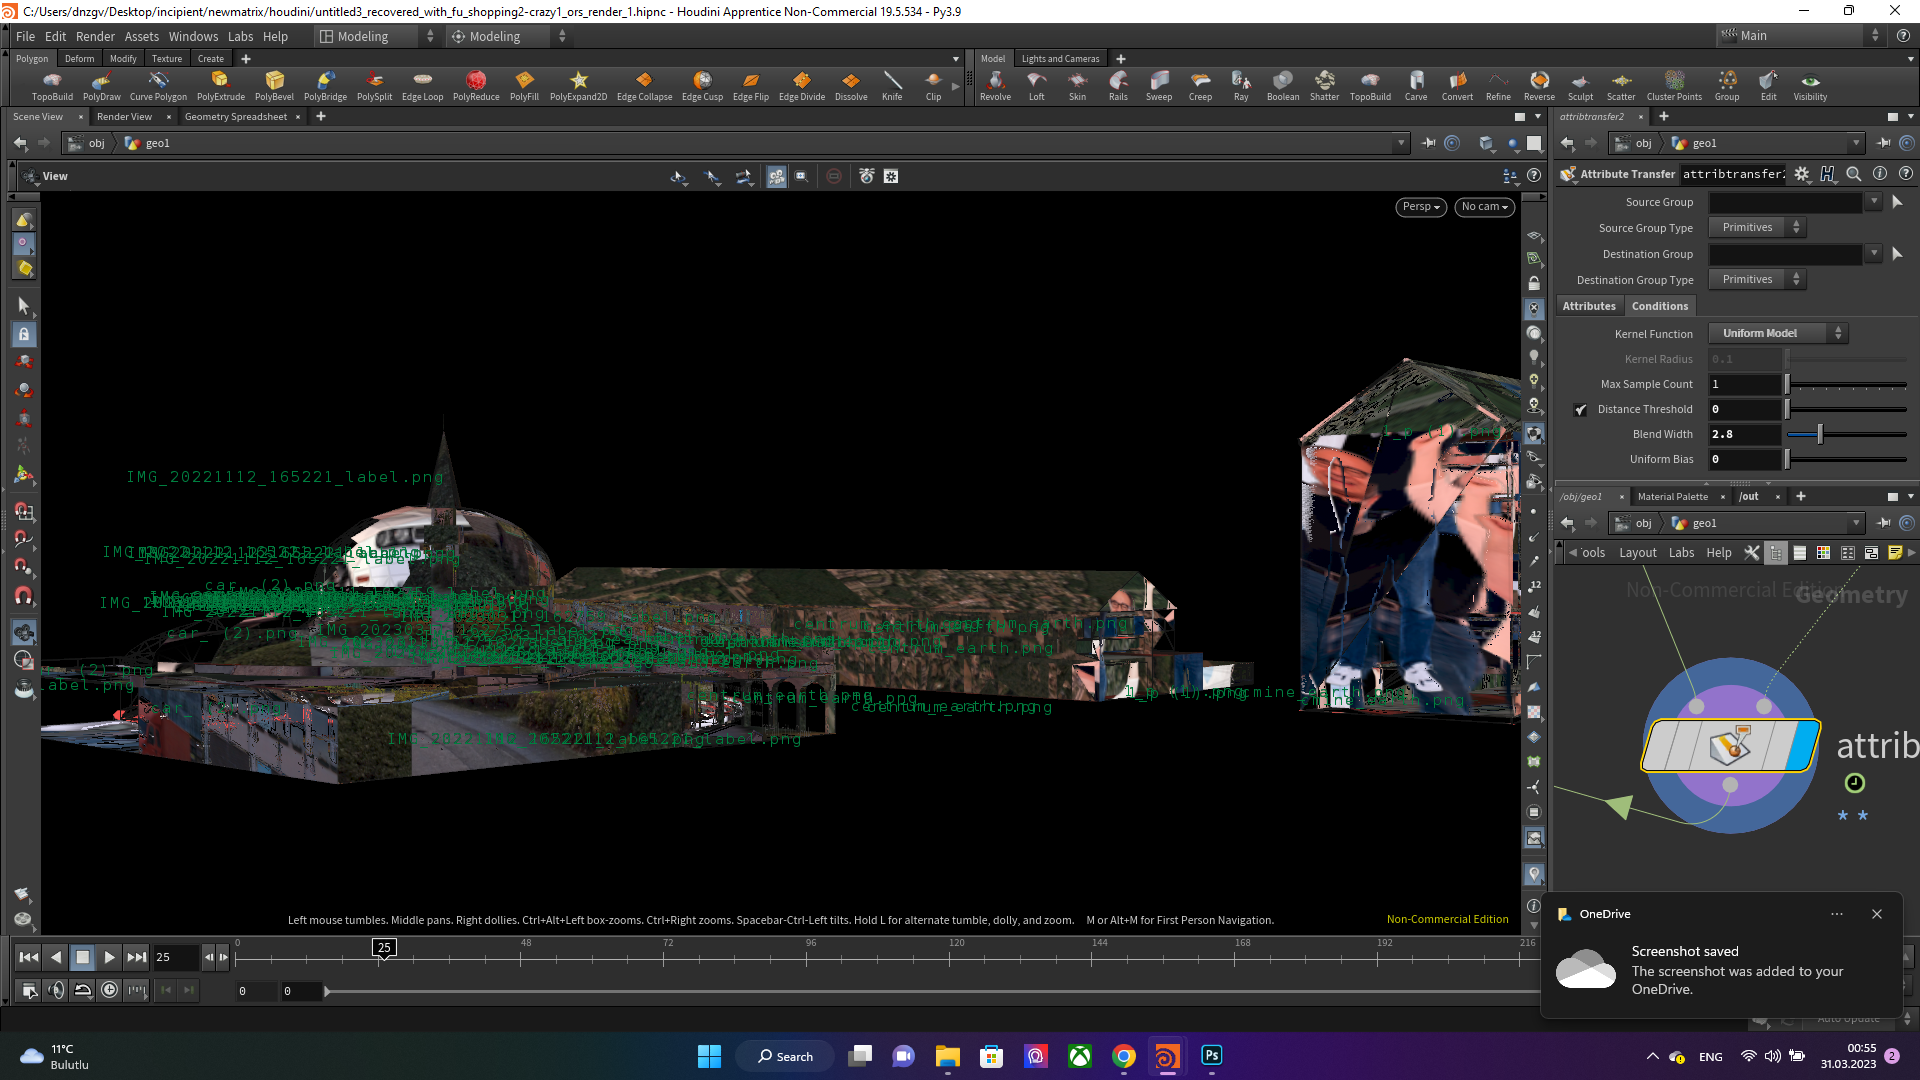 C:/Users/dnzgv/Desktop/incipient/newmatrix/houdini/untitled3_recovered_with_fu_shopping2-crazy1_ors_render_1.hipnc - Houdini Apprentice Non-Commercial 19.5.534 - Py3.9
File Edit Render Assets Windows Labs Help Modeling Modeling Main
Polygon Deform Modify Texture Create
Model Lights and Cameras
TopoBuild PolyDraw Curve Polygon PolyExtrude PolyBevel PolyBridge PolySplit Edge Loop PolyReduce PolyFill PolyExpand2D Edge Collapse Edge Cusp Edge Flip Edge Divide Dissolve Knife Clip
Revolve Loft Skin Rails Sweep Creep Ray Boolean Shatter TopoBuild Carve Convert Refine Reverse Sculpt Scatter Cluster Points Group Edit Visibility
Scene View Render View Geometry Spreadsheet
attribtransfer2
obj geo1
obj geo1
View
Attribute Transfer attribtransfer2
Persp No cam
Source Group
Source Group Type Primitives
Destination Group
Destination Group Type Primitives
Attributes Conditions
Kernel Function Uniform Model
Kernel Radius 0.1
Max Sample Count 1
Distance Threshold 0
Blend Width 2.8
Uniform Bias 0
/obj/geo1 Material Palette /out
obj geo1
ools Layout Labs Help
Non-Commercial Edition
Geometry
attrib
* *
IMG_20221112_165221_label.png
car_ (2).png
car_ (2).png
centrum_earth.png
label.png
Left mouse tumbles. Middle pans. Right dollies. Ctrl+Alt+Left box-zooms. Ctrl+Right zooms. Spacebar-Ctrl-Left tilts. Hold L for alternate tumble, dolly, and zoom. M or Alt+M for First Person Navigation.
Non-Commercial Edition
25
0 25 48 72 96 120 144 168 192 216
0 0
OneDrive
Screenshot saved
The screenshot was added to your
OneDrive.
Auto Update
11°C
Bulutlu
Search
Ps
ENG
00:55
31.03.2023
2